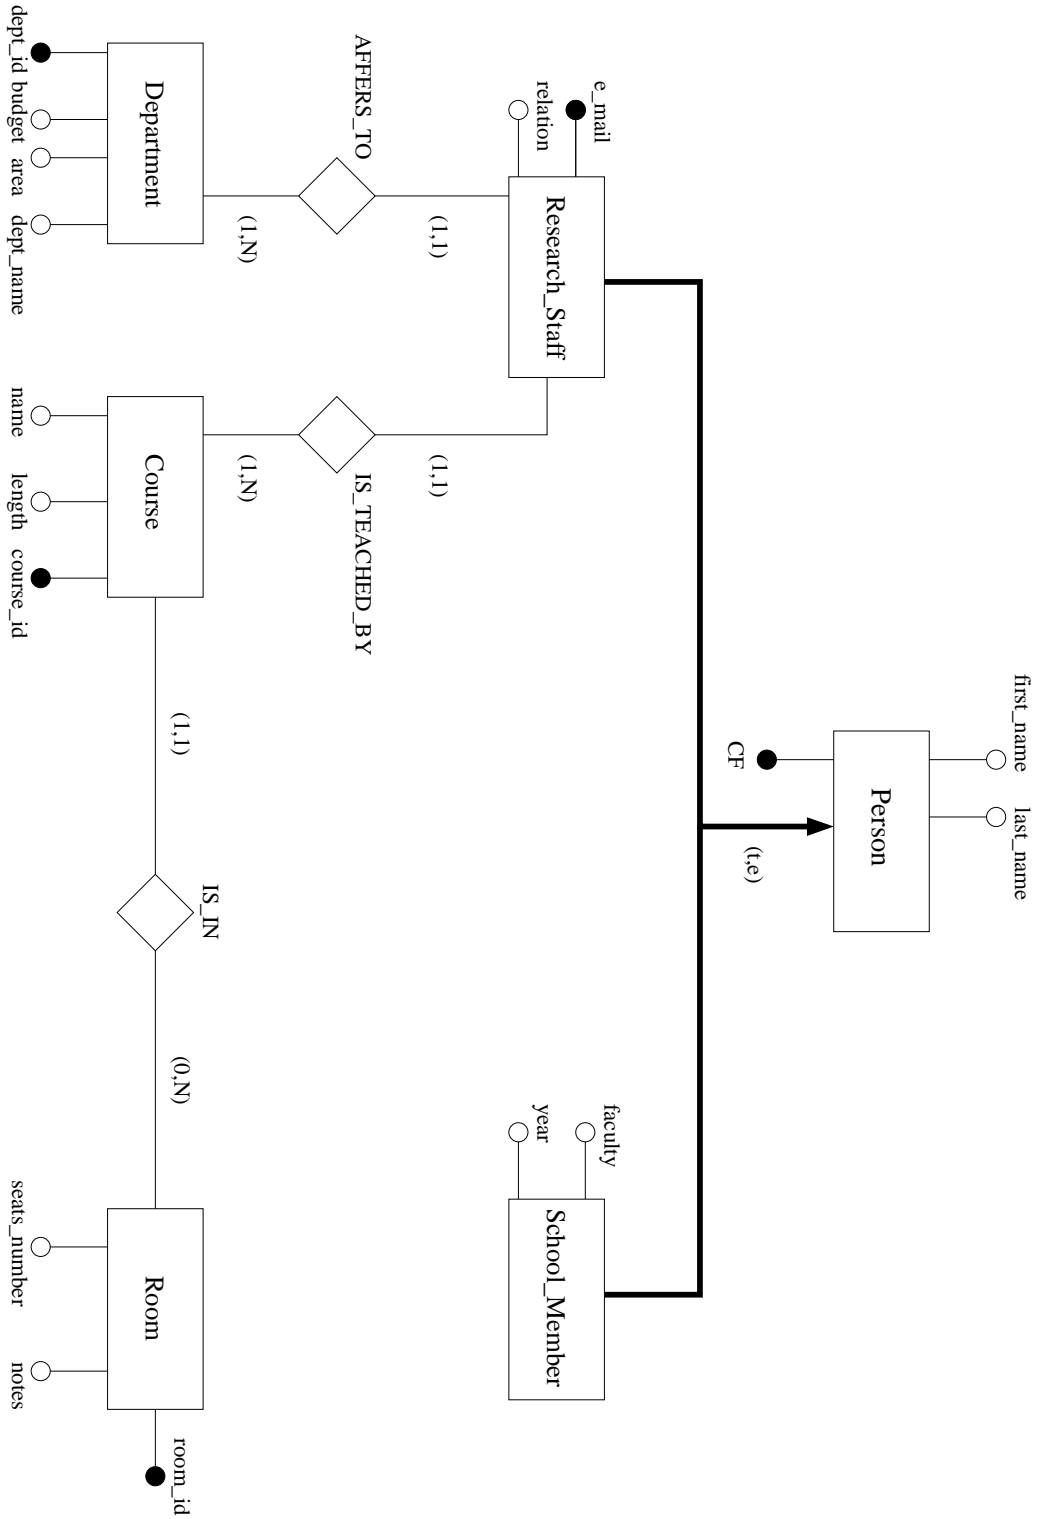 first_name
last_name
Person
CF
(t,e)
e_mail
relation
Research_Staff
faculty
year
School_Member
AFFERS_TO
(1,1)
(1,N)
IS_TEACHED_BY
(1,1)
(1,N)
Department
dept_id
budget
area
dept_name
Course
name
length
course_id
(1,1)
IS_IN
(0,N)
Room
seats_number
notes
room_id